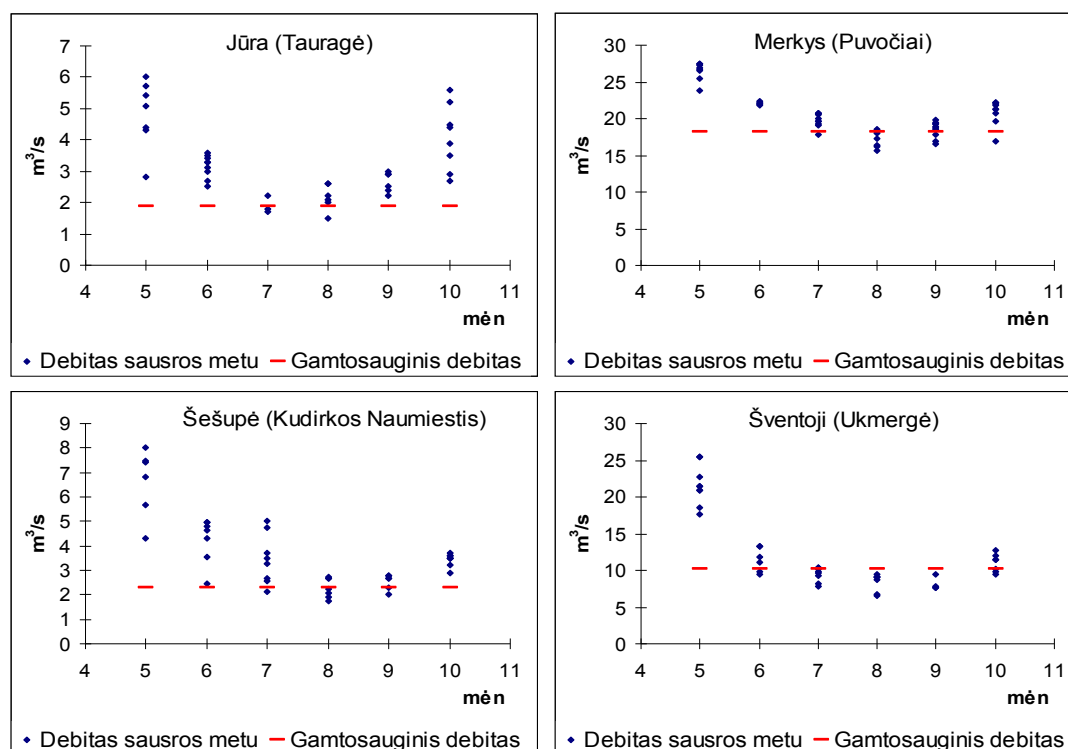 Jūra (Tauragė)
7
6
5
4
3
2
1
0
m³/s
4 5 6 7 8 9 10 11
mėn
Debitas sausros metu Gamtosauginis debitas
Merkys (Puvočiai)
30
25
20
15
10
5
0
m³/s
4 5 6 7 8 9 10 11
mėn
Debitas sausros metu Gamtosauginis debitas
Šešupė (Kudirkos Naumiestis)
9
8
7
6
5
4
3
2
1
0
m³/s
4 5 6 7 8 9 10 11
mėn
Debitas sausros metu Gamtosauginis debitas
Šventoji (Ukmergė)
30
25
20
15
10
5
0
m³/s
4 5 6 7 8 9 10 11
mėn
Debitas sausros metu Gamtosauginis debitas